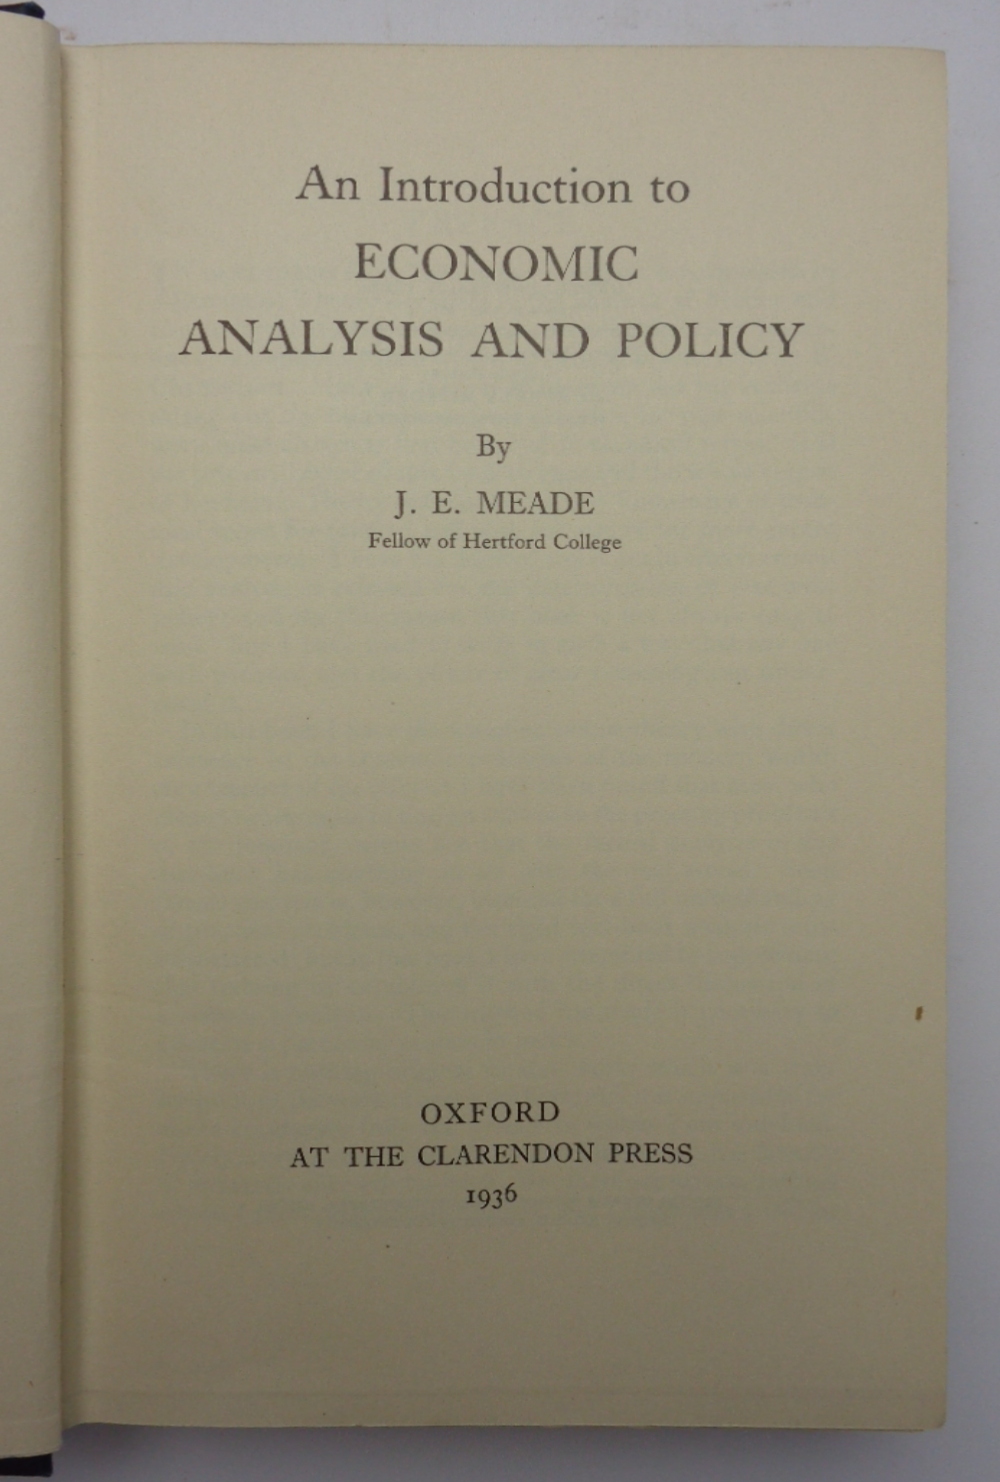 An Introduction to
ECONOMIC
ANALYSIS AND POLICY
By
J. E. MEADE
Fellow of Hertford College
OXFORD
AT THE CLARENDON PRESS
1936